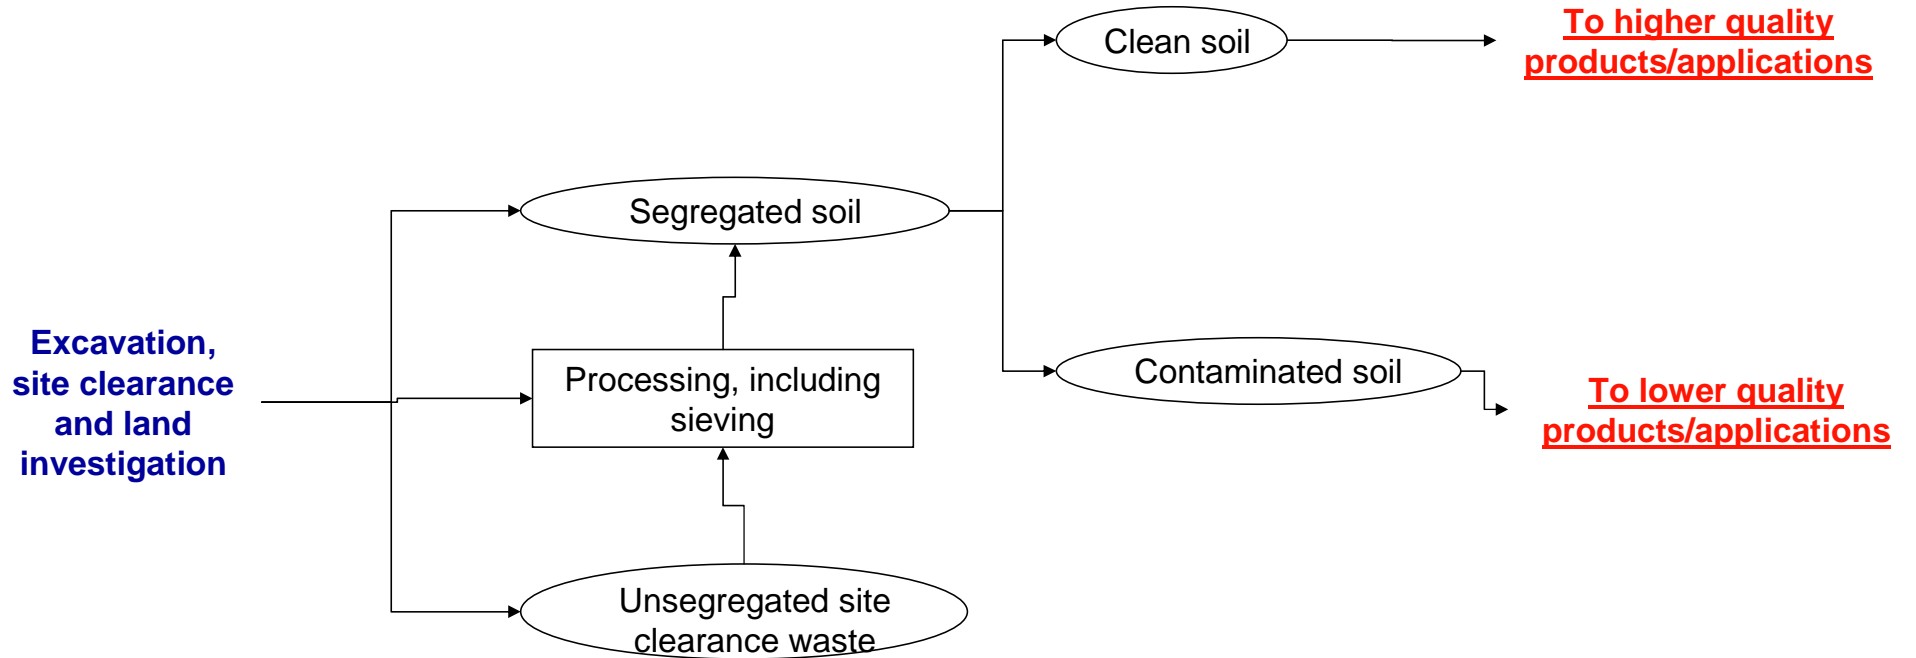 Clean soil
To higher quality
products/applications
Segregated soil
Excavation,
site clearance
and land
investigation
Processing, including
sieving
Contaminated soil
To lower quality
products/applications
Unsegregated site
clearance waste